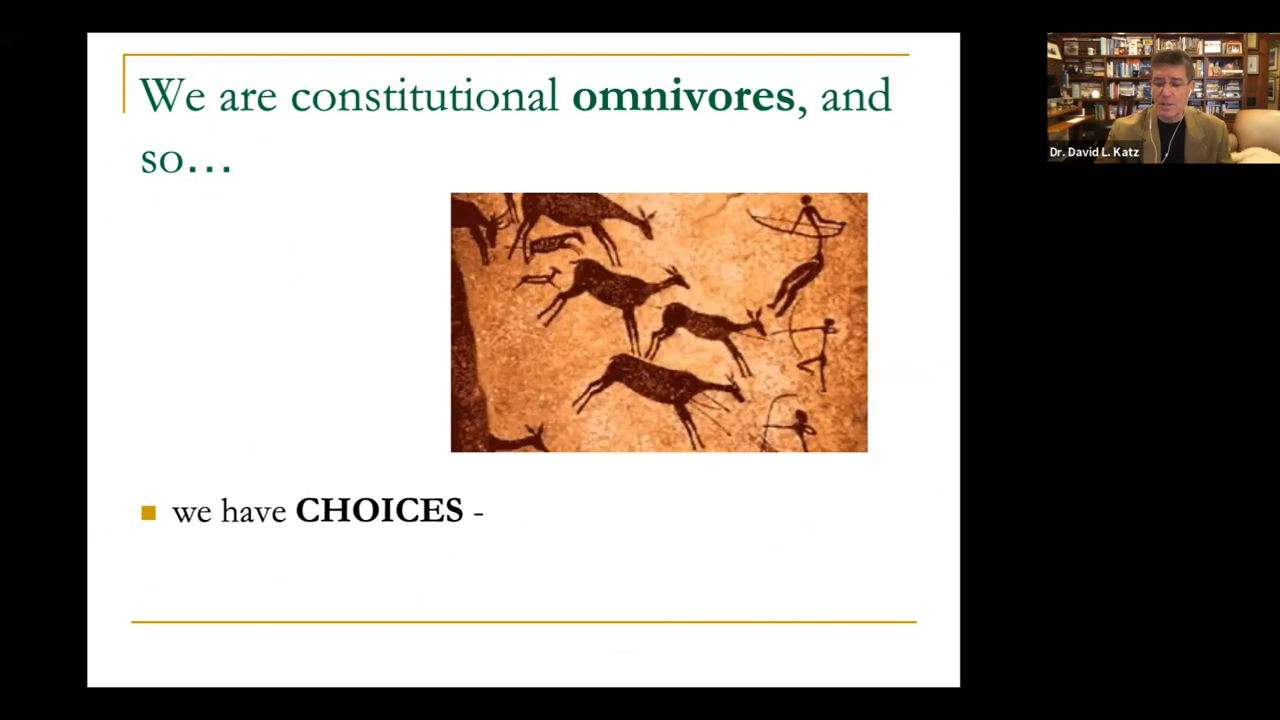 We are constitutional omnivores, and
so…
we have CHOICES -
Dr. David L. Katz